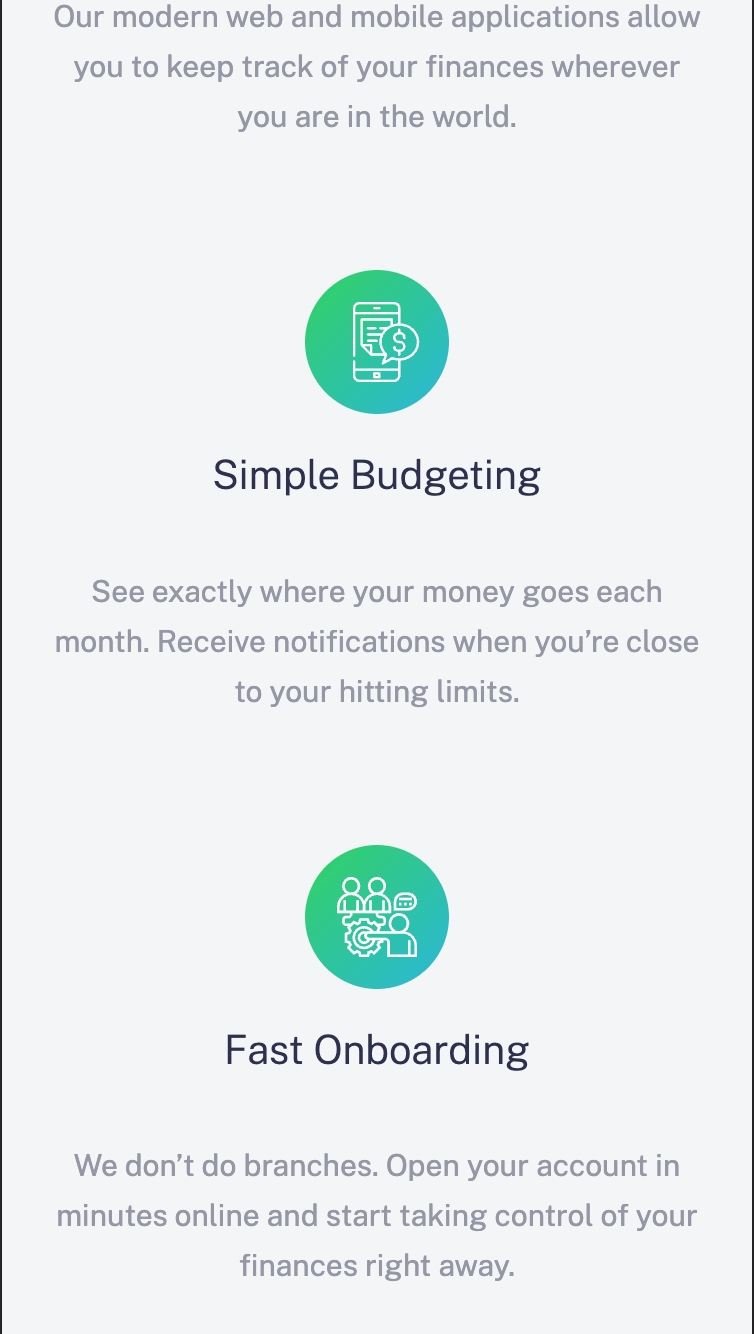 Our modern web and mobile applications allow
you to keep track of your finances wherever
you are in the world.
$
Simple Budgeting
See exactly where your money goes each
month. Receive notifications when you’re close
to your hitting limits.
Fast Onboarding
We don’t do branches. Open your account in
minutes online and start taking control of your
finances right away.